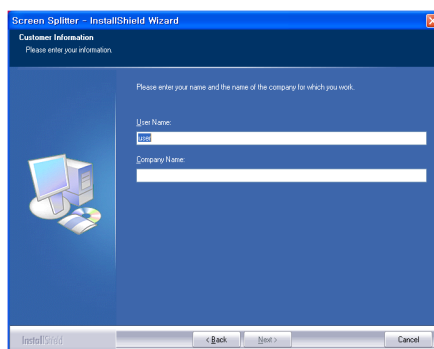 Screen Splitter - InstallShield Wizard
Customer Information
Please enter your information.
Please enter your name and the name of the company for which you work.
User Name:
user
Company Name:
InstallShield
< Back
Next >
Cancel